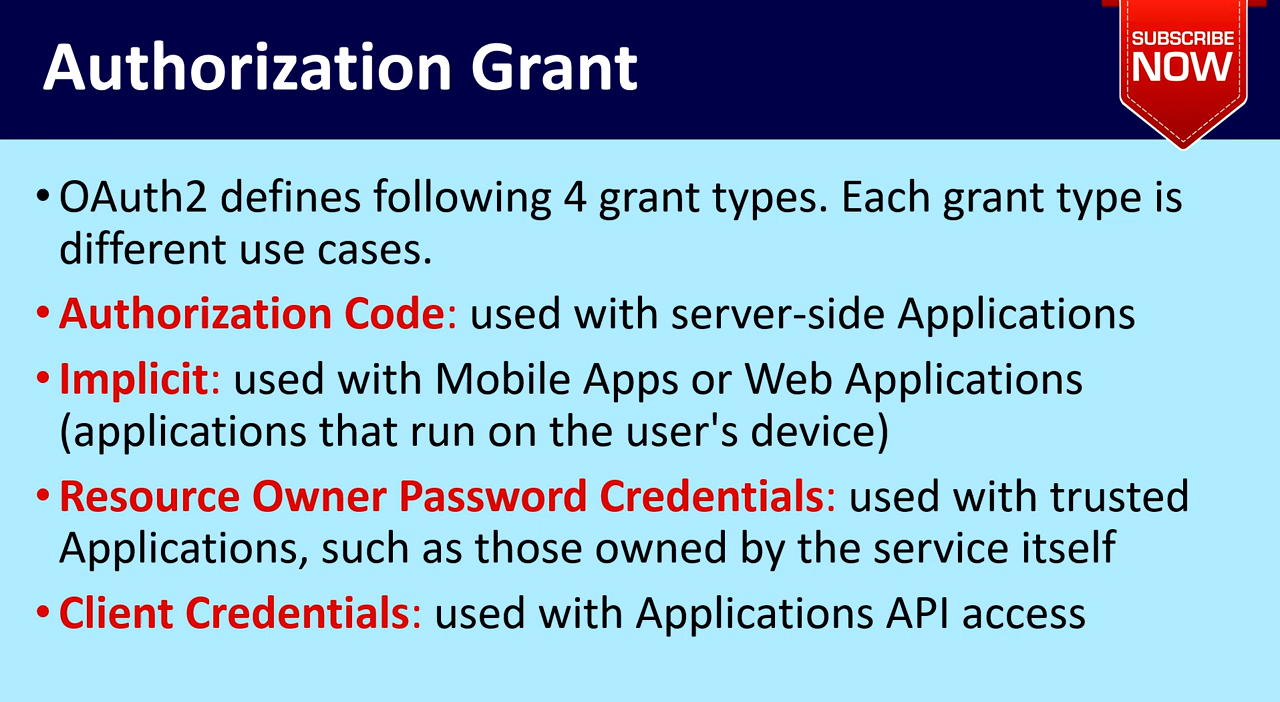 Authorization Grant
SUBSCRIBE
NOW
• OAuth2 defines following 4 grant types. Each grant type is
different use cases.
• Authorization Code: used with server-side Applications
• Implicit: used with Mobile Apps or Web Applications
(applications that run on the user's device)
• Resource Owner Password Credentials: used with trusted
Applications, such as those owned by the service itself
• Client Credentials: used with Applications API access